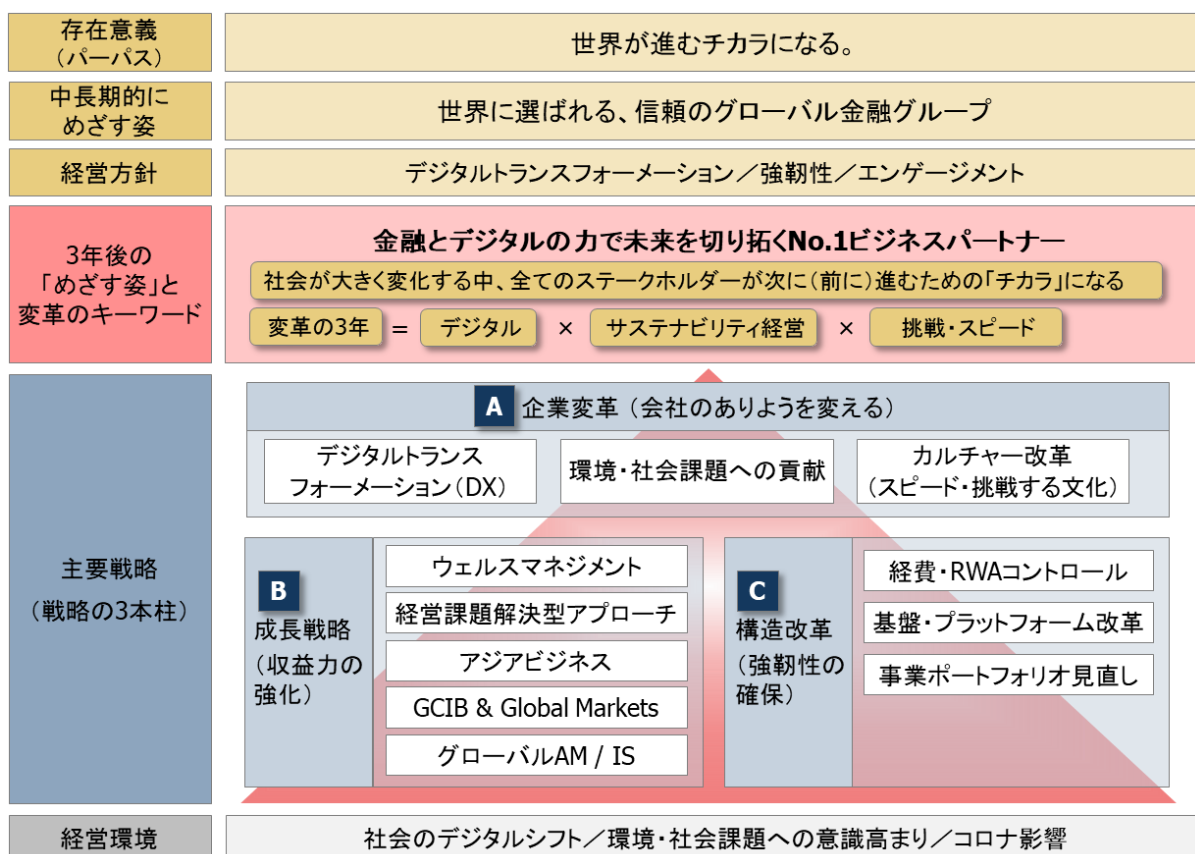 存在意義
（パーパス）
世界が進むチカラになる。
中長期的に
めざす姿
世界に選ばれる、信頼のグローバル金融グループ
経営方針
デジタルトランスフォーメーション／強靭性／エンゲージメント
3年後の
「めざす姿」と
変革のキーワード
金融とデジタルの力で未来を切り拓くNo.1ビジネスパートナー
社会が大きく変化する中、全てのステークホルダーが次に（前に）進むための「チカラ」になる
変革の3年 = デジタル × サステナビリティ経営 × 挑戦・スピード
主要戦略
（戦略の3本柱）
A 企業変革（会社のありようを変える）
デジタルトランス
フォーメーション（DX）
環境・社会課題への貢献
カルチャー改革
（スピード・挑戦する文化）
B
成長戦略
（収益力の
強化）
ウェルスマネジメント
経営課題解決型アプローチ
アジアビジネス
GCIB & Global Markets
グローバルAM / IS
C
構造改革
（強靭性の
確保）
経費・RWAコントロール
基盤・プラットフォーム改革
事業ポートフォリオ見直し
経営環境
社会のデジタルシフト／環境・社会課題への意識高まり／コロナ影響